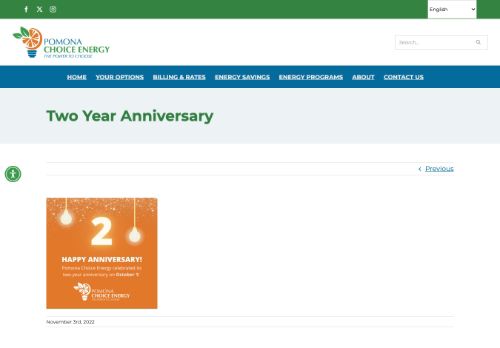 English
POMONA
CHOICE ENERGY
THE POWER TO CHOOSE
Search...
HOME YOUR OPTIONS BILLING & RATES ENERGY SAVINGS ENERGY PROGRAMS ABOUT CONTACT US
Two Year Anniversary
Previous
2
HAPPY ANNIVERSARY!
Pomona Choice Energy celebrated its
two-year anniversary on October 1!
POMONA
CHOICE ENERGY
November 3rd, 2022